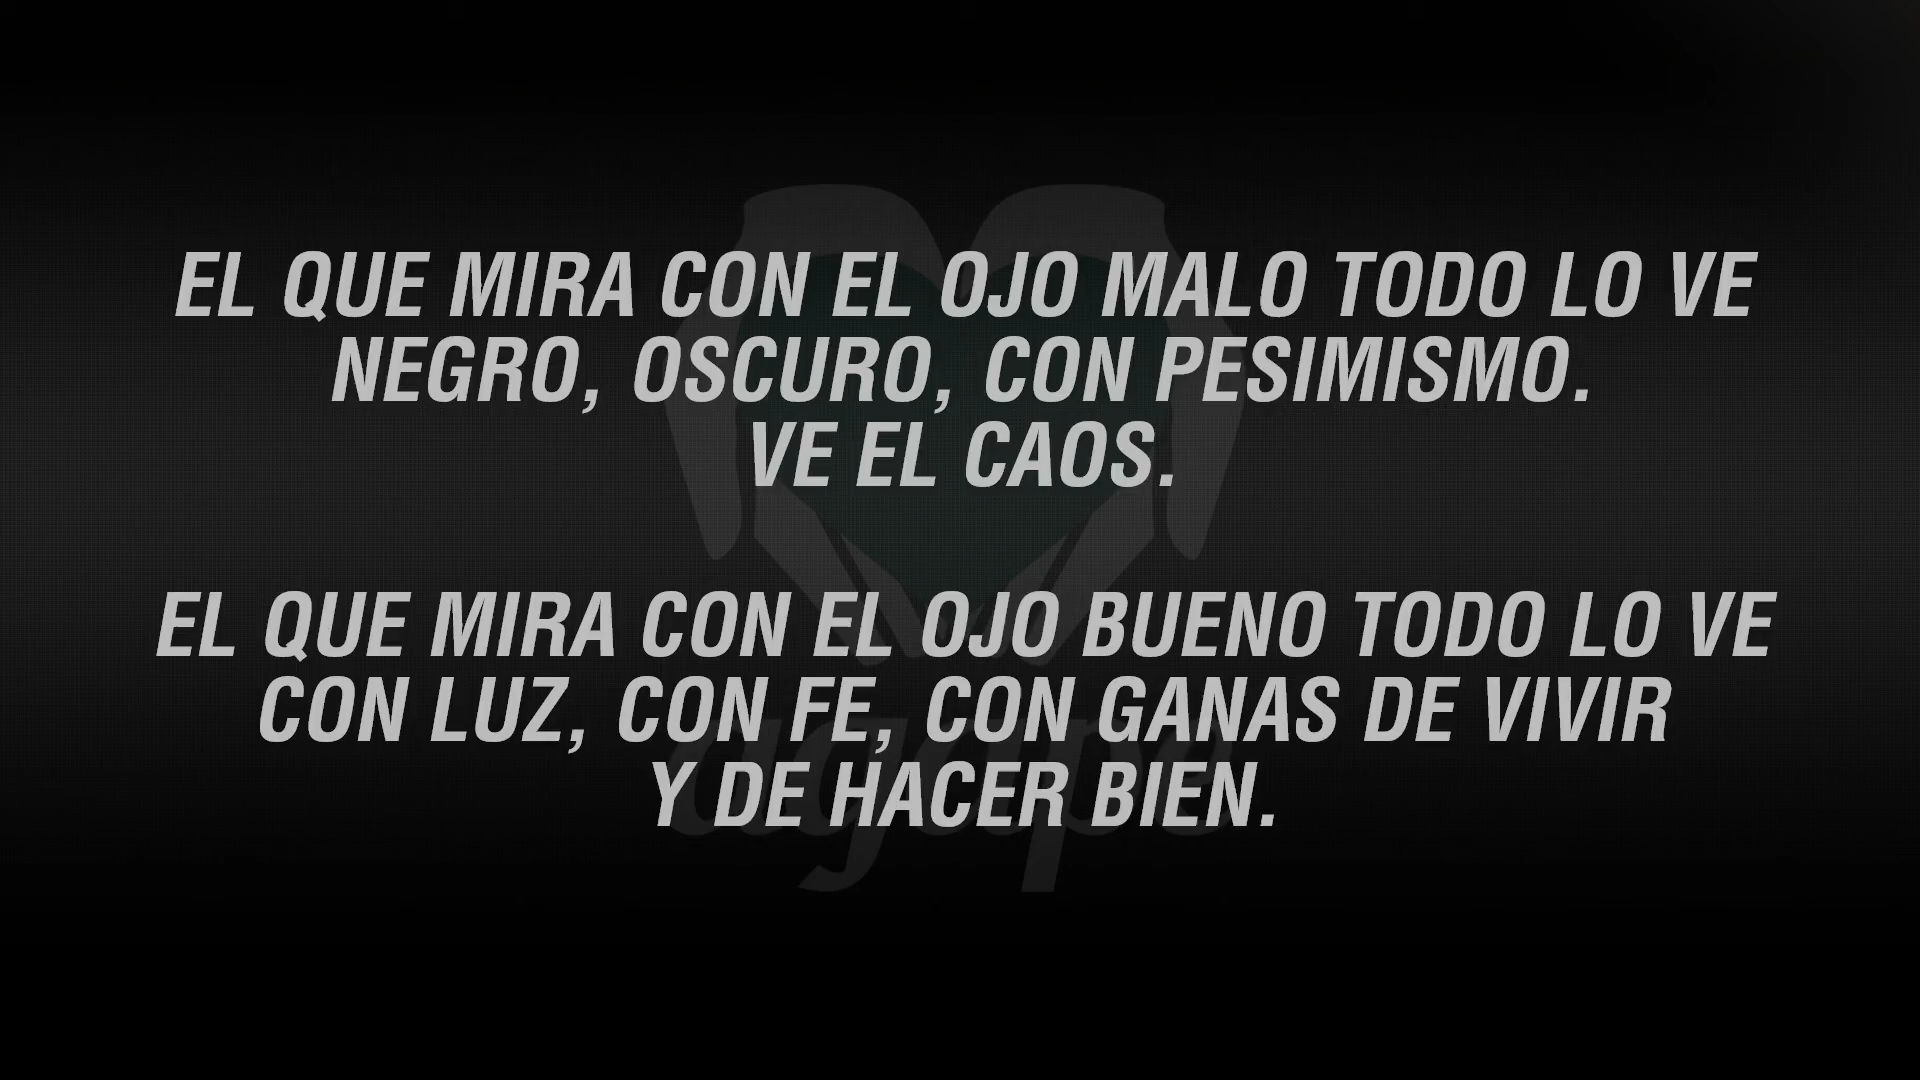 EL QUE MIRA CON EL OJO MALO TODO LO VE
NEGRO, OSCURO, CON PESIMISMO.
VE EL CAOS.
EL QUE MIRA CON EL OJO BUENO TODO LO VE
CON LUZ, CON FE, CON GANAS DE VIVIR
Y DE HACER BIEN.
agape